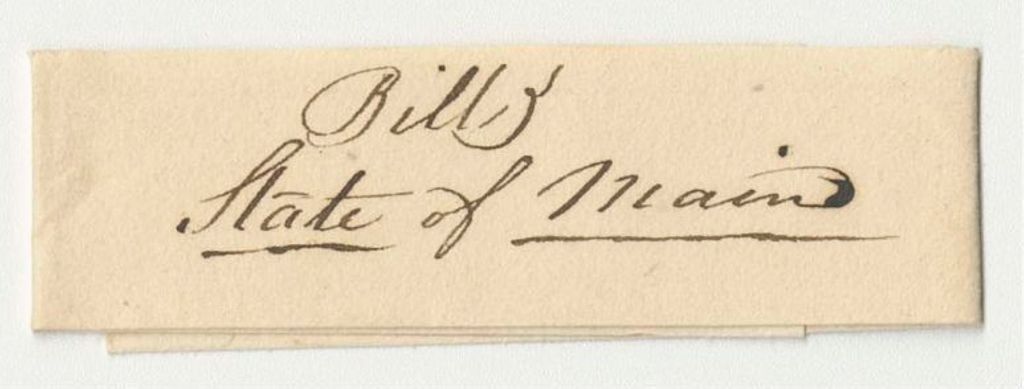 Bills
State of Maine